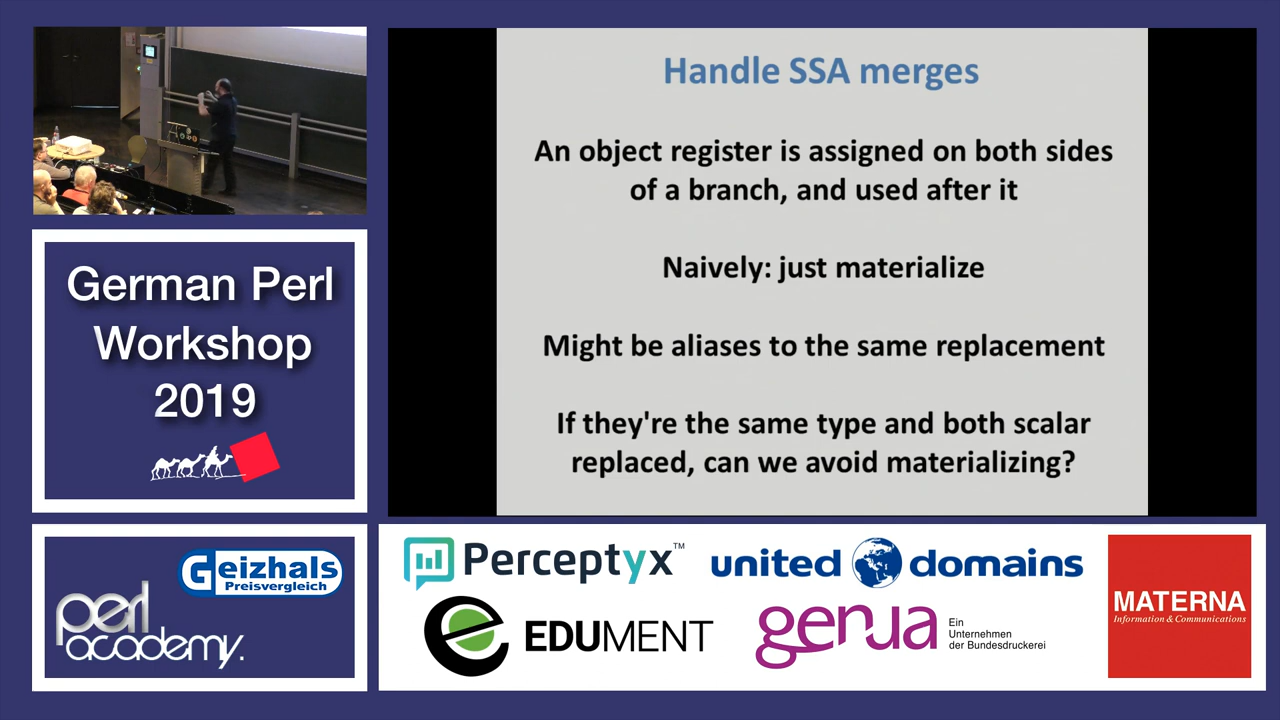 Handle SSA merges
An object register is assigned on both sides
of a branch, and used after it
Naively: just materialize
Might be aliases to the same replacement
If they're the same type and both scalar
replaced, can we avoid materializing?
German Perl
Workshop
2019
Geizhals
Preisvergleich
perl
academy.
Perceptyx™
united domains
MATERNA
Information & Communications
EDUMENT
genua
Ein
Unternehmen
der Bundesdruckerei